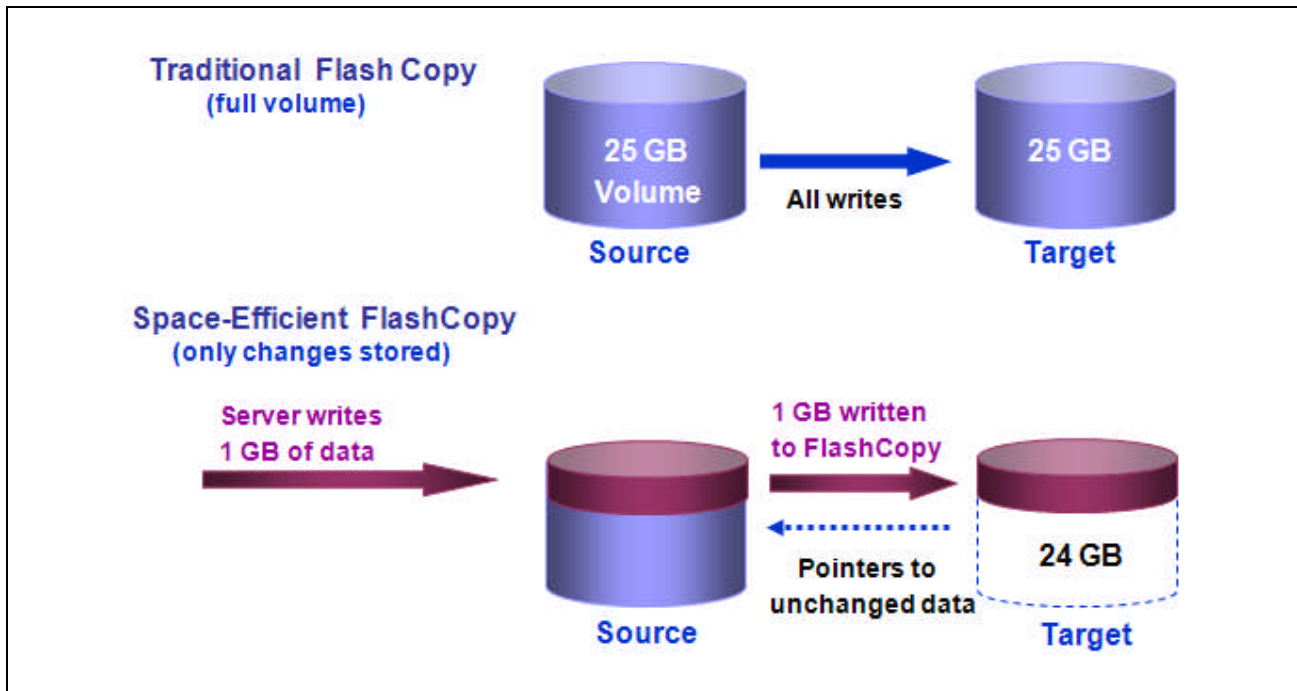 Traditional Flash Copy
(full volume)
25 GB
Volume
All writes
25 GB
Source
Target
Space-Efficient FlashCopy
(only changes stored)
Server writes
1 GB of data
1 GB written
to FlashCopy
Pointers to
unchanged data
24 GB
Source
Target